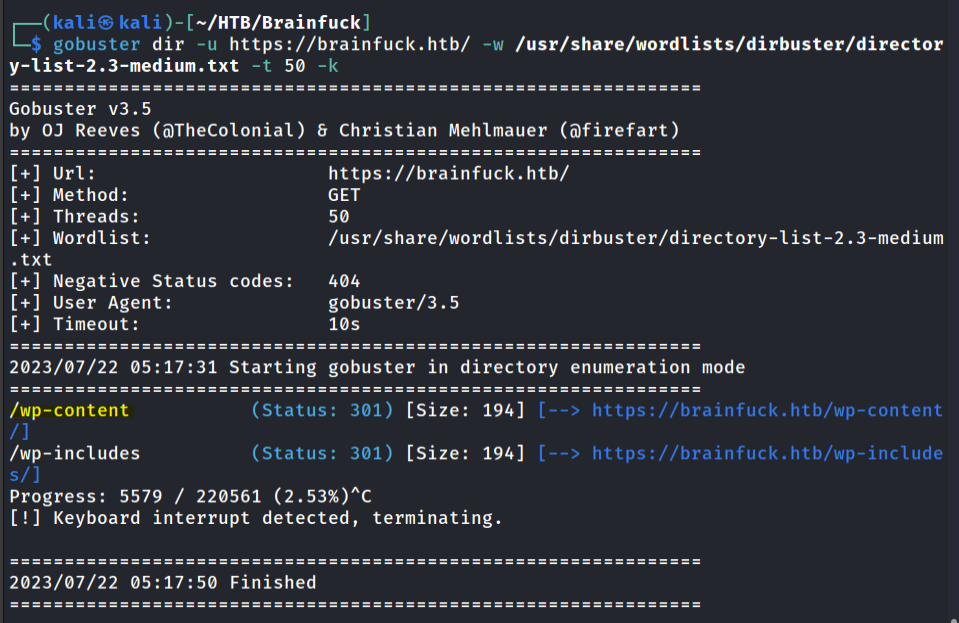 ┌──(kali㉿kali)-[~/HTB/Brainfuck]
└─$ gobuster dir -u https://brainfuck.htb/ -w /usr/share/wordlists/dirbuster/director
y-list-2.3-medium.txt -t 50 -k
===============================================================
Gobuster v3.5
by OJ Reeves (@TheColonial) & Christian Mehlmauer (@firefart)
===============================================================
[+] Url:                     https://brainfuck.htb/
[+] Method:                  GET
[+] Threads:                 50
[+] Wordlist:                /usr/share/wordlists/dirbuster/directory-list-2.3-medium
.txt
[+] Negative Status codes:   404
[+] User Agent:              gobuster/3.5
[+] Timeout:                 10s
===============================================================
2023/07/22 05:17:31 Starting gobuster in directory enumeration mode
===============================================================
/wp-content           (Status: 301) [Size: 194] [--> https://brainfuck.htb/wp-content
/]
/wp-includes          (Status: 301) [Size: 194] [--> https://brainfuck.htb/wp-include
s/]
Progress: 5579 / 220561 (2.53%)^C
[!] Keyboard interrupt detected, terminating.

===============================================================
2023/07/22 05:17:50 Finished
===============================================================